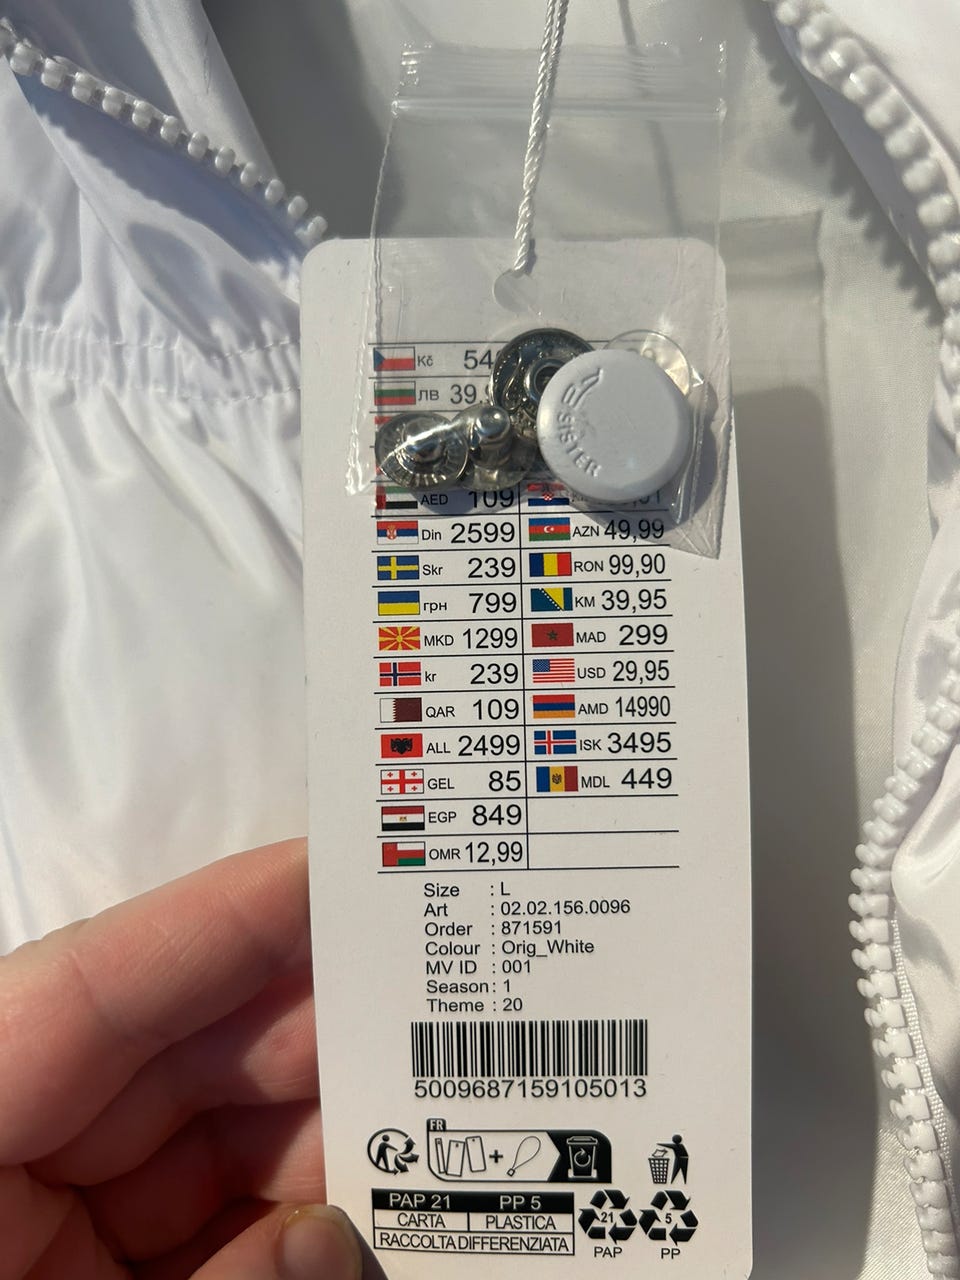 Kč 54
ЛВ 39,
SISTER
AED 109
Din 2599 AZN 49,99
Skr 239 RON 99,90
грн 799 KM 39,95
MKD 1299 MAD 299
kr 239 USD 29,95
QAR 109 AMD 14990
ALL 2499 ISK 3495
GEL 85 MDL 449
EGP 849
OMR 12,99
Size : L
Art : 02.02.156.0096
Order : 871591
Colour : Orig_White
MV ID : 001
Season : 1
Theme : 20
5009687159105013
FR
+
PAP 21 PP 5
CARTA PLASTICA
RACCOLTA DIFFERENZIATA
21 5
PAP PP